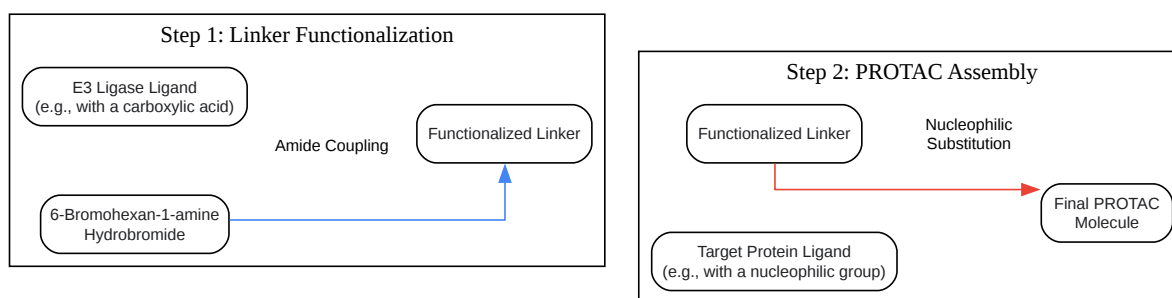 Step 1: Linker Functionalization
E3 Ligase Ligand
(e.g., with a carboxylic acid)
Amide Coupling
Functionalized Linker
6-Bromohexan-1-amine
Hydrobromide
Step 2: PROTAC Assembly
Functionalized Linker
Nucleophilic
Substitution
Final PROTAC
Molecule
Target Protein Ligand
(e.g., with a nucleophilic group)